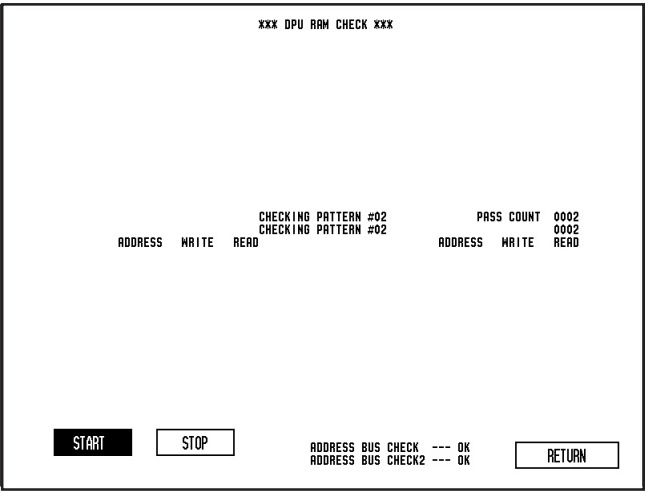 *** DPU RAM CHECK ***
CHECKING PATTERN #02 PASS COUNT 0002
CHECKING PATTERN #02 0002
ADDRESS WRITE READ ADDRESS WRITE READ
START STOP ADDRESS BUS CHECK --- OK
ADDRESS BUS CHECK2 --- OK
RETURN